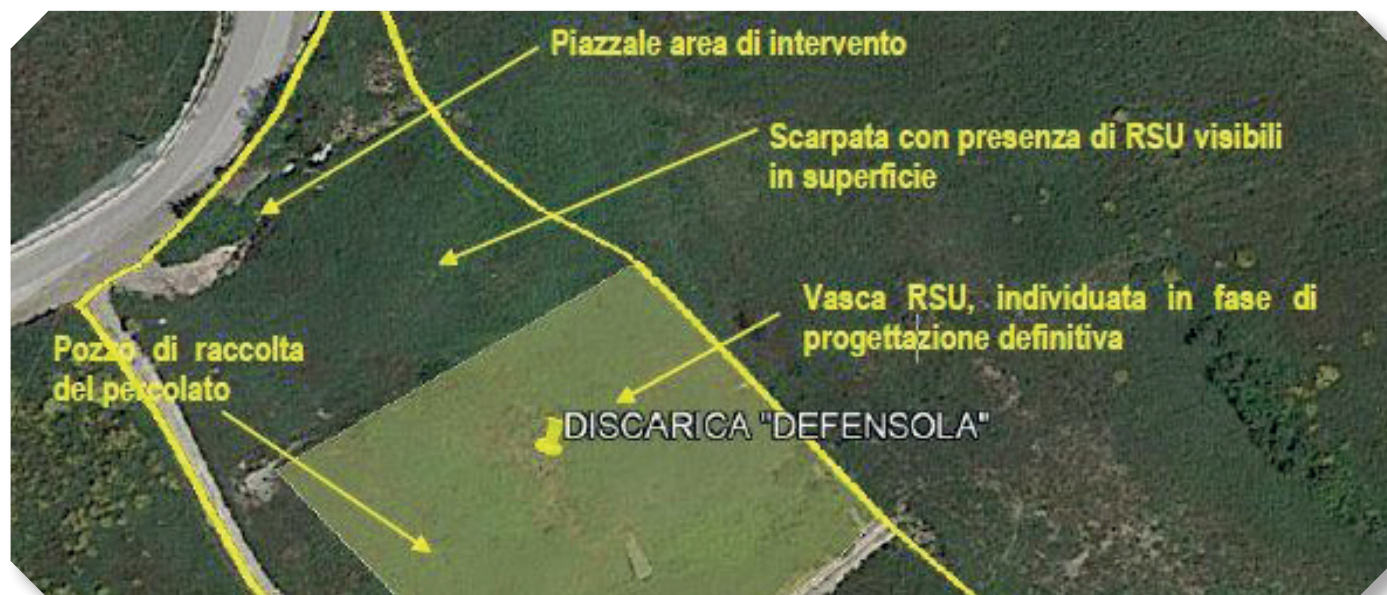 Piazzale area di intervento
Scarpata con presenza di RSU visibili
in superficie
Vasca RSU, individuata in fase di
progettazione definitiva
Pozzo di raccolta
del percolato
DISCARICA "DEFENSOLA"